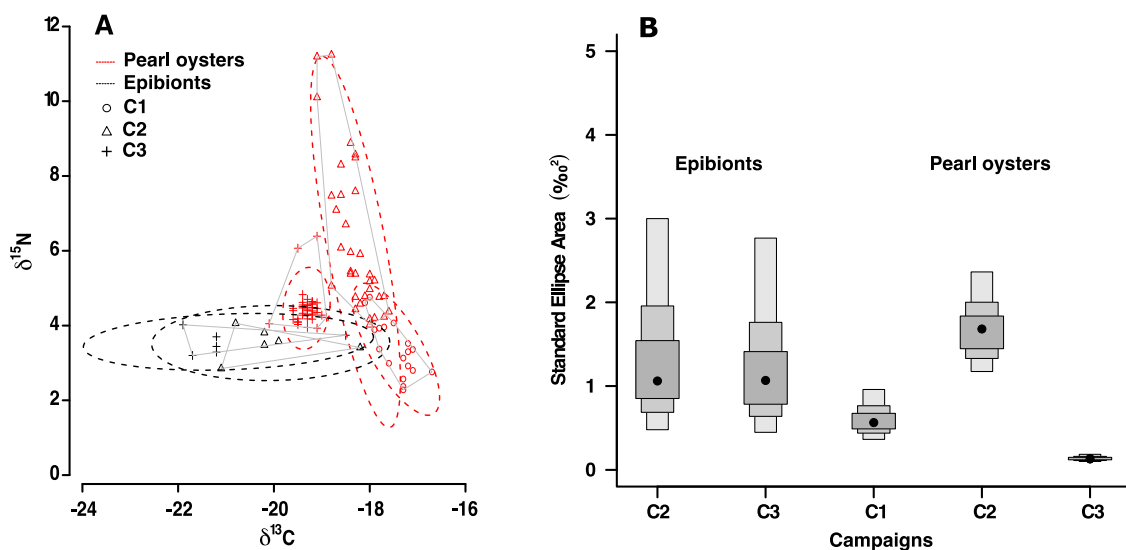 A
12
10
8
6
4
2
0
δ15N
Pearl oysters
Epibionts
C1
C2
C3
-24
-22
-20
-18
-16
δ13C
B
5
4
3
2
1
0
Standard Ellipse Area (‰²)
Epibionts
Pearl oysters
C2
C3
C1
C2
C3
Campaigns